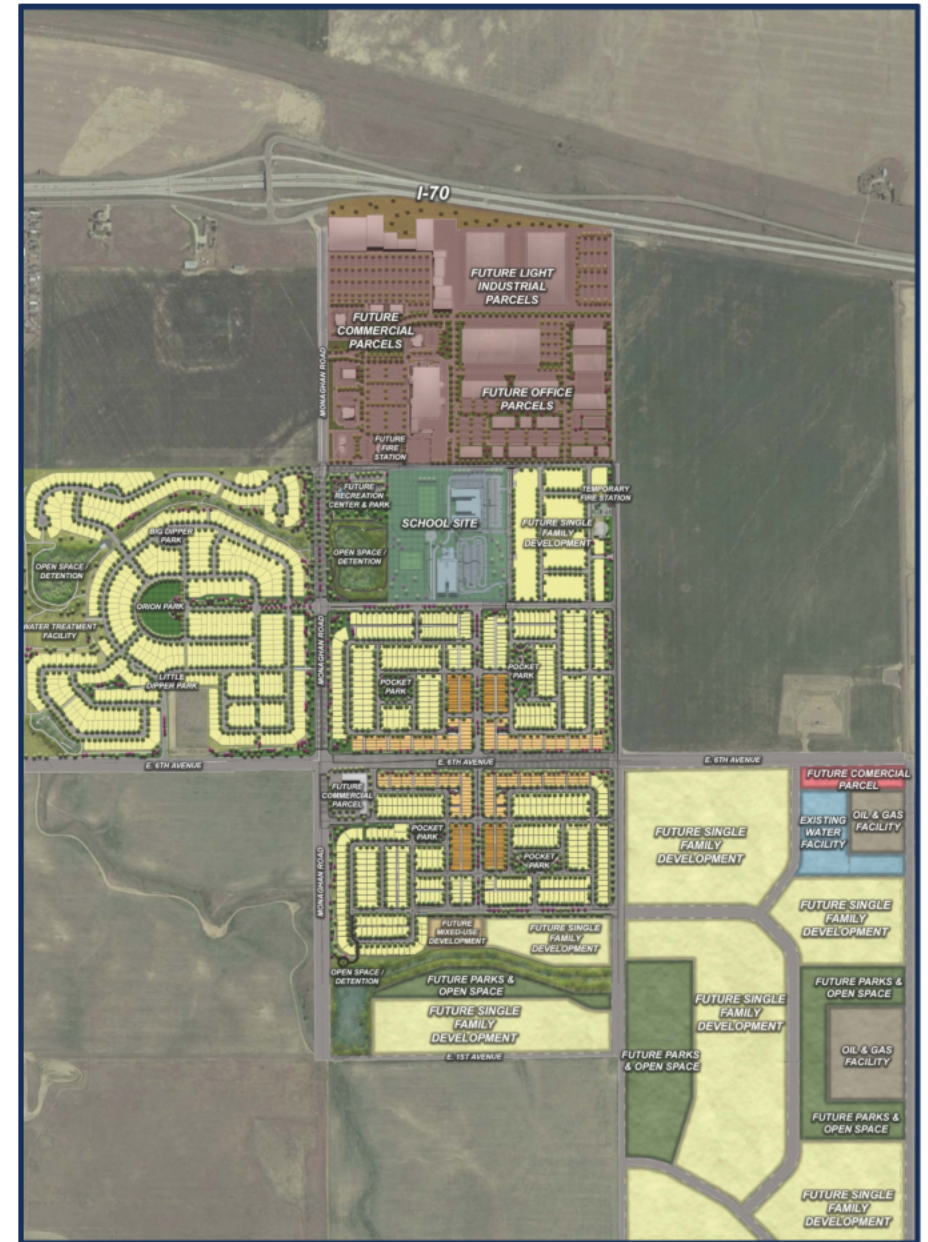 I-70
FUTURE LIGHT
INDUSTRIAL
PARCELS
FUTURE
COMMERCIAL
PARCELS
MONAGHAN ROAD
FUTURE OFFICE
PARCELS
FUTURE
FIRE
STATION
FUTURE
RECREATION
CENTER & PARK
SCHOOL SITE
TEMPORARY
FIRE STATION
FUTURE SINGLE
FAMILY
DEVELOPMENT
BIG DIPPER
PARK
OPEN SPACE /
DETENTION
OPEN SPACE /
DETENTION
ORION PARK
WATER TREATMENT
FACILITY
MONAGHAN ROAD
LITTLE
DIPPER PARK
POCKET
PARK
POCKET
PARK
E. 6TH AVENUE
E. 6TH AVENUE
E. 6TH AVENUE
FUTURE
COMMERCIAL
PARCEL
FUTURE COMERCIAL
PARCEL
EXISTING
WATER
FACILITY
OIL & GAS
FACILITY
POCKET
PARK
POCKET
PARK
FUTURE SINGLE
FAMILY
DEVELOPMENT
MONAGHAN ROAD
FUTURE
MIXED-USE
DEVELOPMENT
FUTURE SINGLE
FAMILY
DEVELOPMENT
FUTURE SINGLE
FAMILY
DEVELOPMENT
OPEN SPACE /
DETENTION
FUTURE PARKS &
OPEN SPACE
FUTURE PARKS &
OPEN SPACE
FUTURE SINGLE
FAMILY
DEVELOPMENT
FUTURE SINGLE
FAMILY
DEVELOPMENT
E. 1ST AVENUE
FUTURE PARKS
& OPEN SPACE
OIL & GAS
FACILITY
FUTURE PARKS &
OPEN SPACE
FUTURE SINGLE
FAMILY
DEVELOPMENT